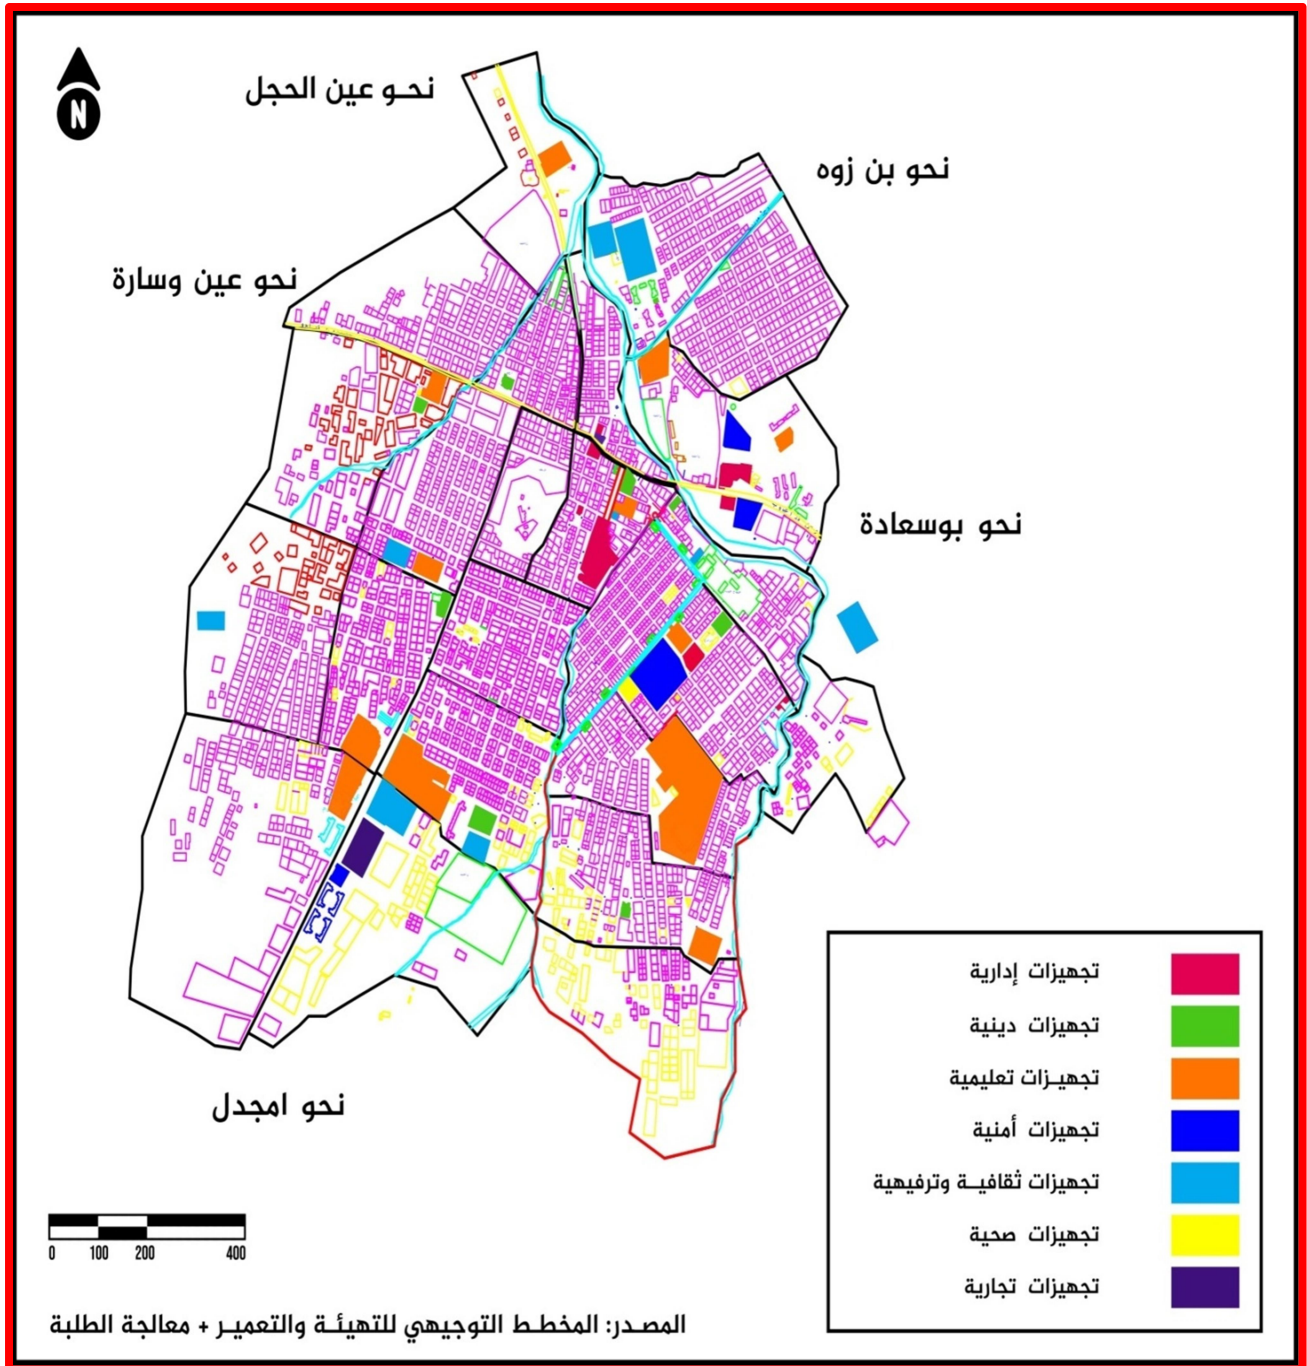 نحو عين الحجل
N
نحو بن زوه
نحو عين وسارة
نحو بوسعادة
نحو امجدل
تجهيزات إدارية
تجهيزات دينية
تجهيزات تعليمية
تجهيزات أمنية
تجهيزات ثقافية وترفيهية
تجهيزات صحية
تجهيزات تجارية
0 100 200 400
المصدر: المخطط التوجيهي للتهيئة والتعمير + معالجة الطلبة